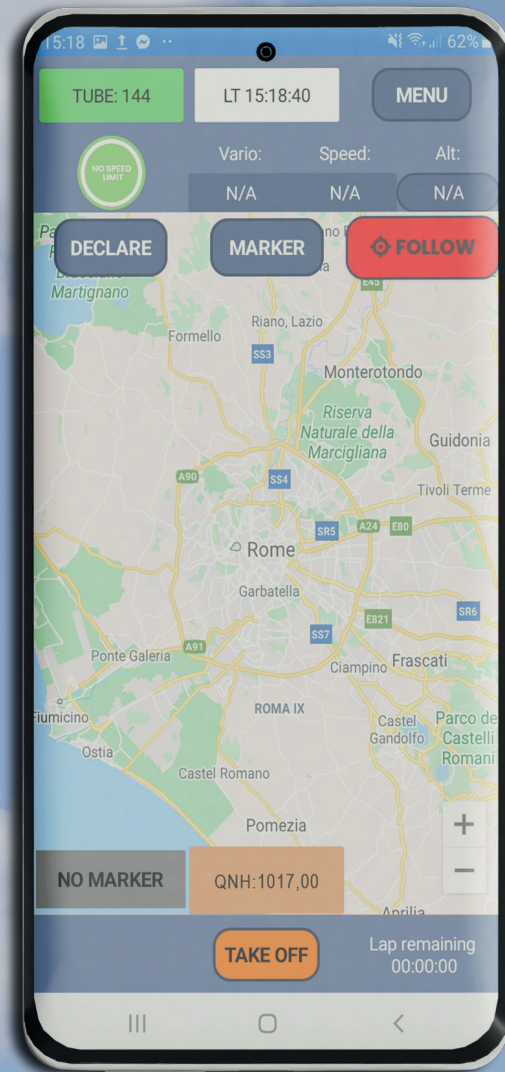 15:18
62%
TUBE: 144
LT 15:18:40
MENU
NO SPEED
LIMIT
Vario:
Speed:
Alt:
N/A
N/A
N/A
DECLARE
MARKER
FOLLOW
Martignano
E45
Formello
Riano, Lazio
SS3
Monterotondo
Riserva
Naturale della
Marcigliana
Guidonia
A90
SS4
Tivoli Terme
SR5
A24
E80
Rome
Garbatella
SR6
E821
SS7
A91
Ponte Galeria
Ciampino
Frascati
Fiumicino
ROMA IX
Castel
Gandolfo
Parco de
Castelli
Romani
Ostia
Castel Romano
Pomezia
+
−
NO MARKER
QNH:1017,00
Aprilia
TAKE OFF
Lap remaining
00:00:00